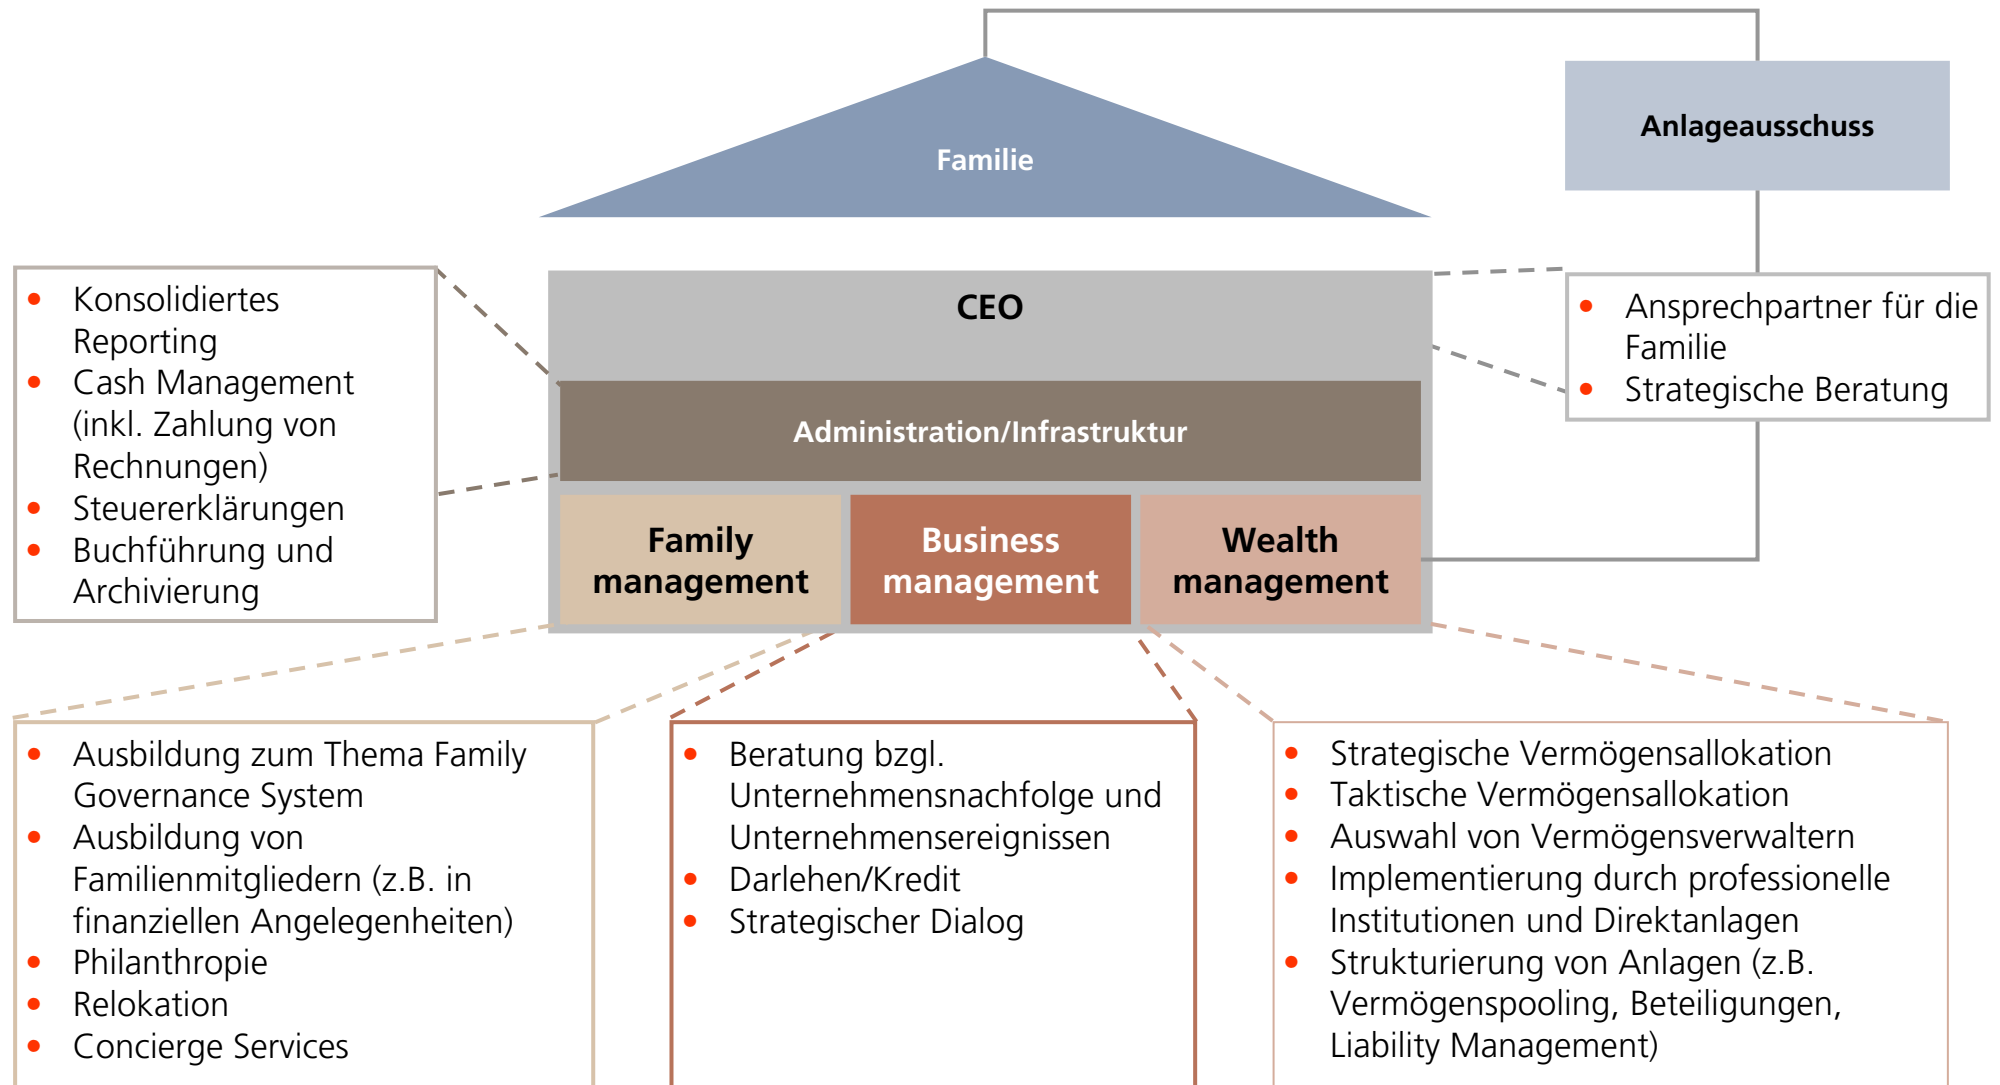 Familie
Anlageausschuss
• Konsolidiertes
Reporting
• Cash Management
(inkl. Zahlung von
Rechnungen)
• Steuererklärungen
• Buchführung und
Archivierung
CEO
• Ansprechpartner für die
Familie
• Strategische Beratung
Administration/Infrastruktur
Family
management
Business
management
Wealth
management
• Ausbildung zum Thema Family
Governance System
• Ausbildung von
Familienmitgliedern (z.B. in
finanziellen Angelegenheiten)
• Philanthropie
• Relokation
• Concierge Services
• Beratung bzgl.
Unternehmensnachfolge und
Unternehmensereignissen
• Darlehen/Kredit
• Strategischer Dialog
• Strategische Vermögensallokation
• Taktische Vermögensallokation
• Auswahl von Vermögensverwaltern
• Implementierung durch professionelle
Institutionen und Direktanlagen
• Strukturierung von Anlagen (z.B.
Vermögenspooling, Beteiligungen,
Liability Management)